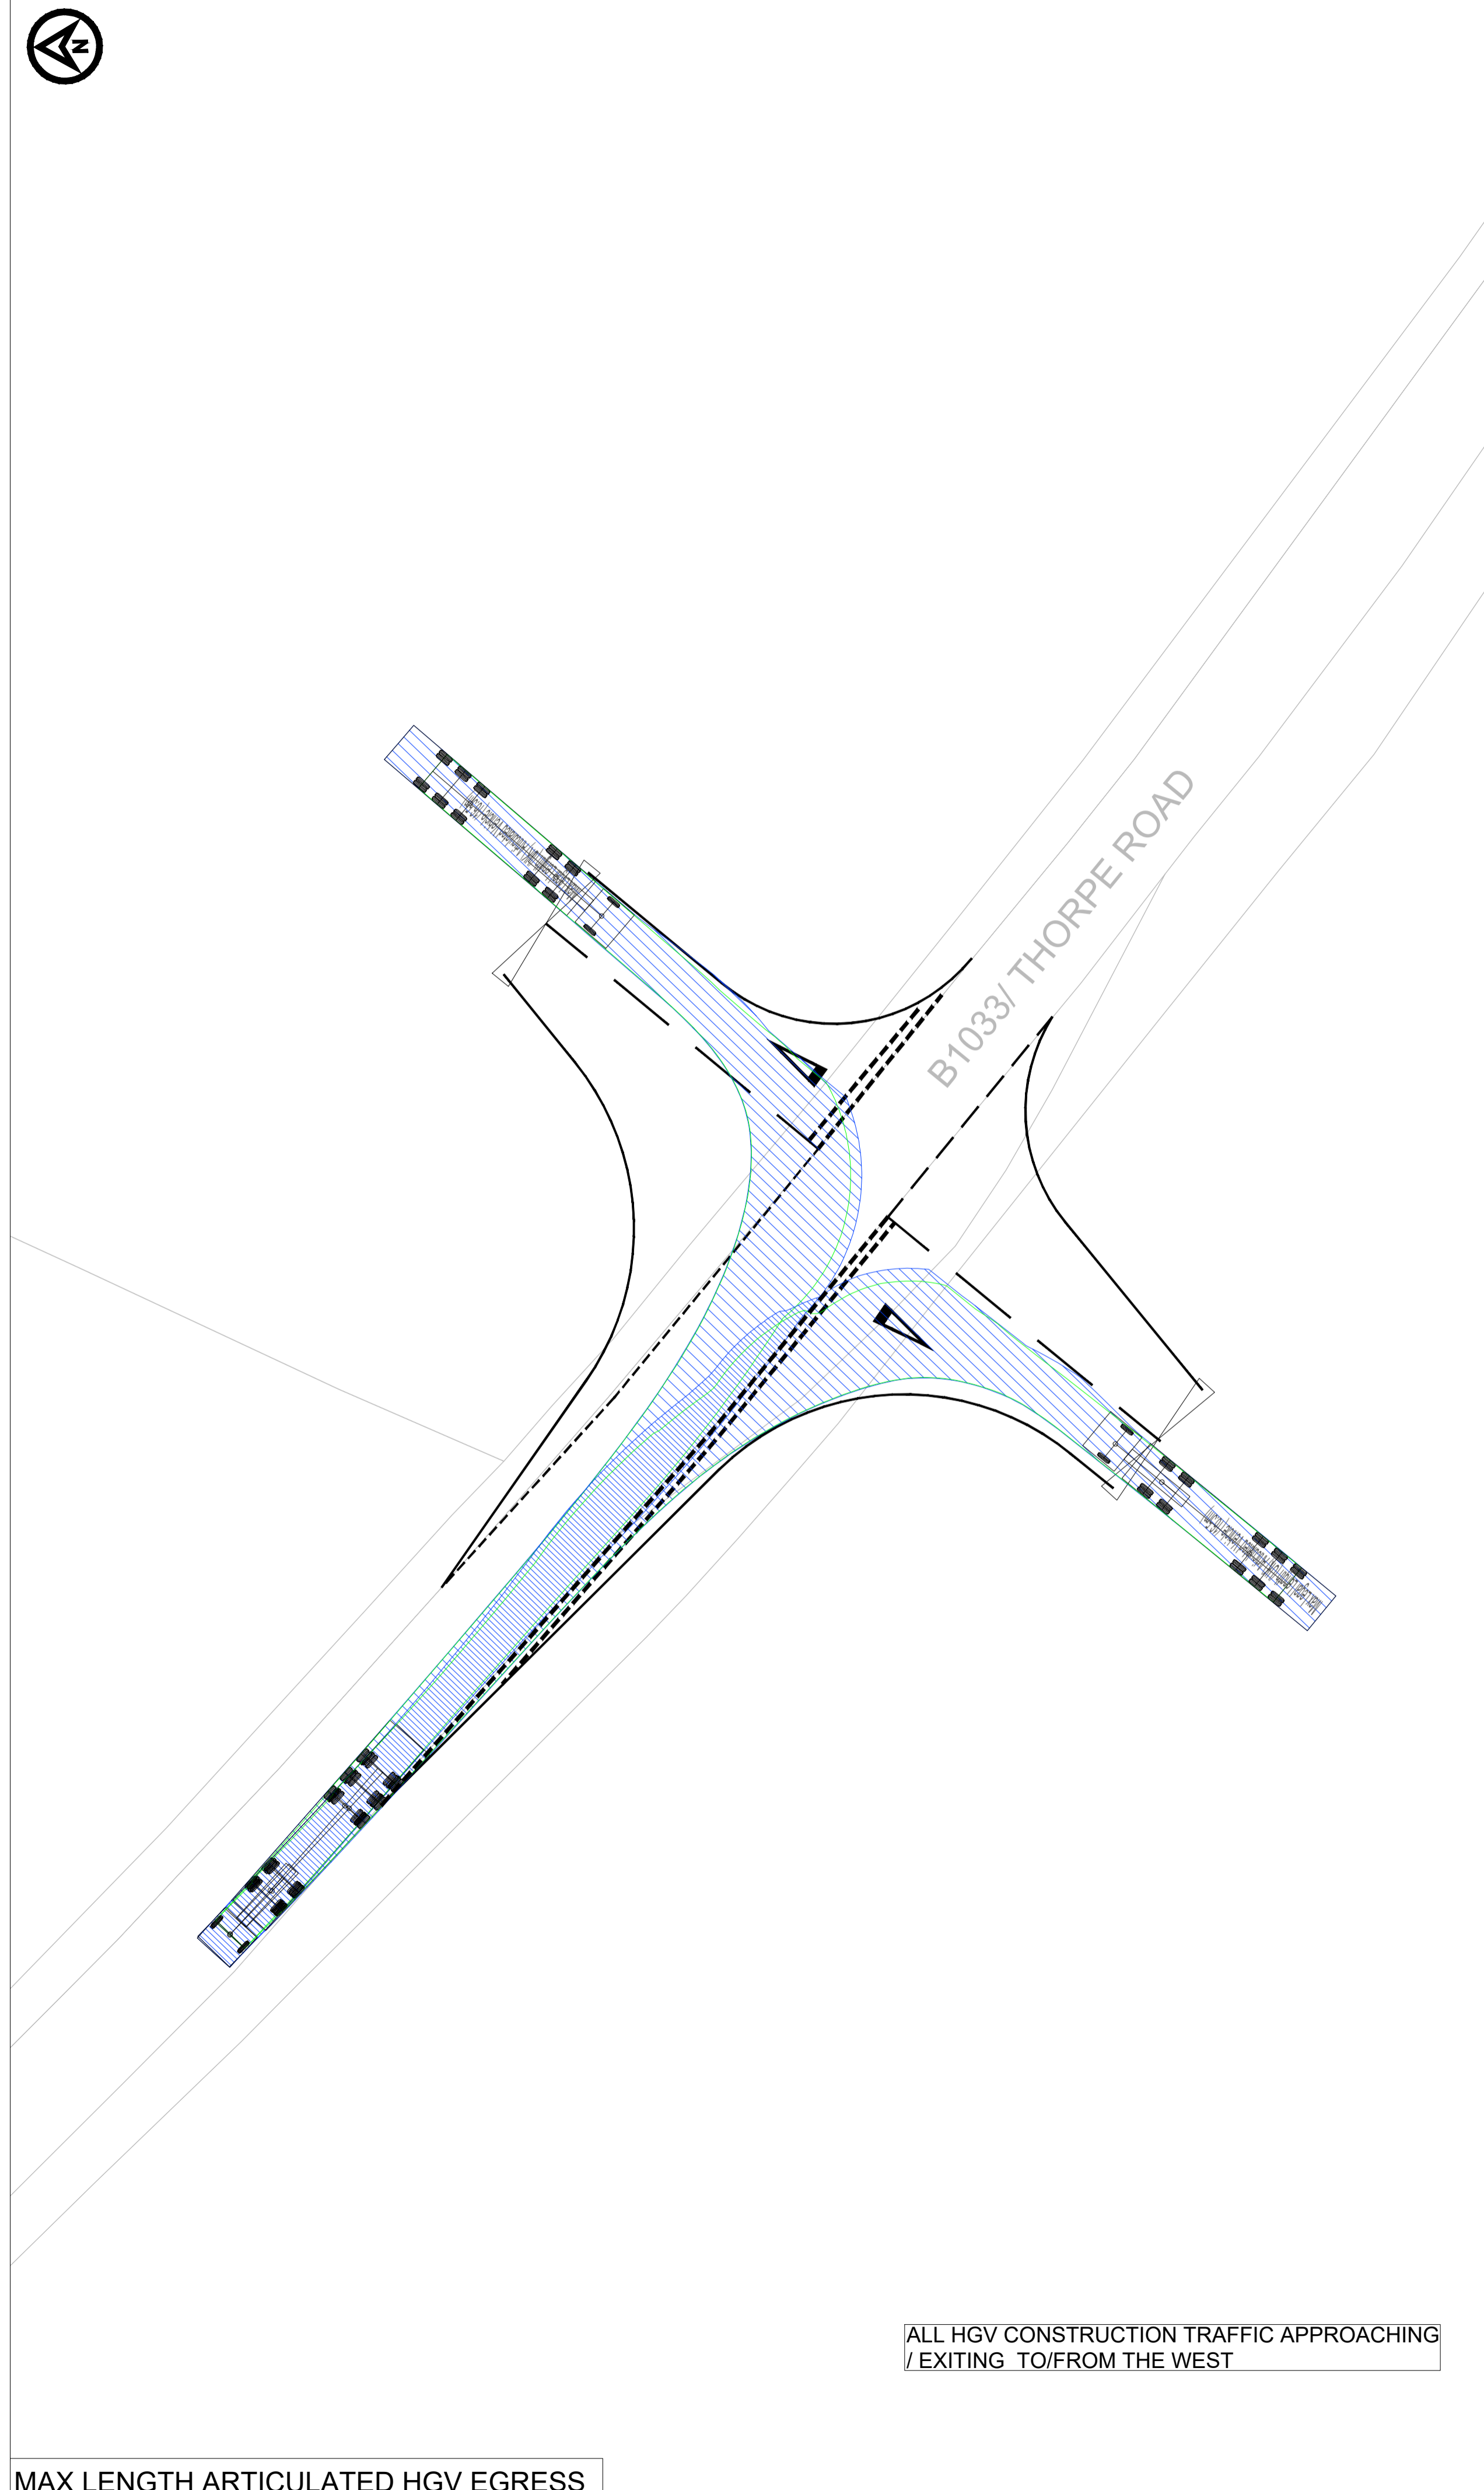 N
B1033/ THORPE ROAD
ALL HGV CONSTRUCTION TRAFFIC APPROACHING
/ EXITING TO/FROM THE WEST
MAX LENGTH ARTICULATED HGV EGRESS